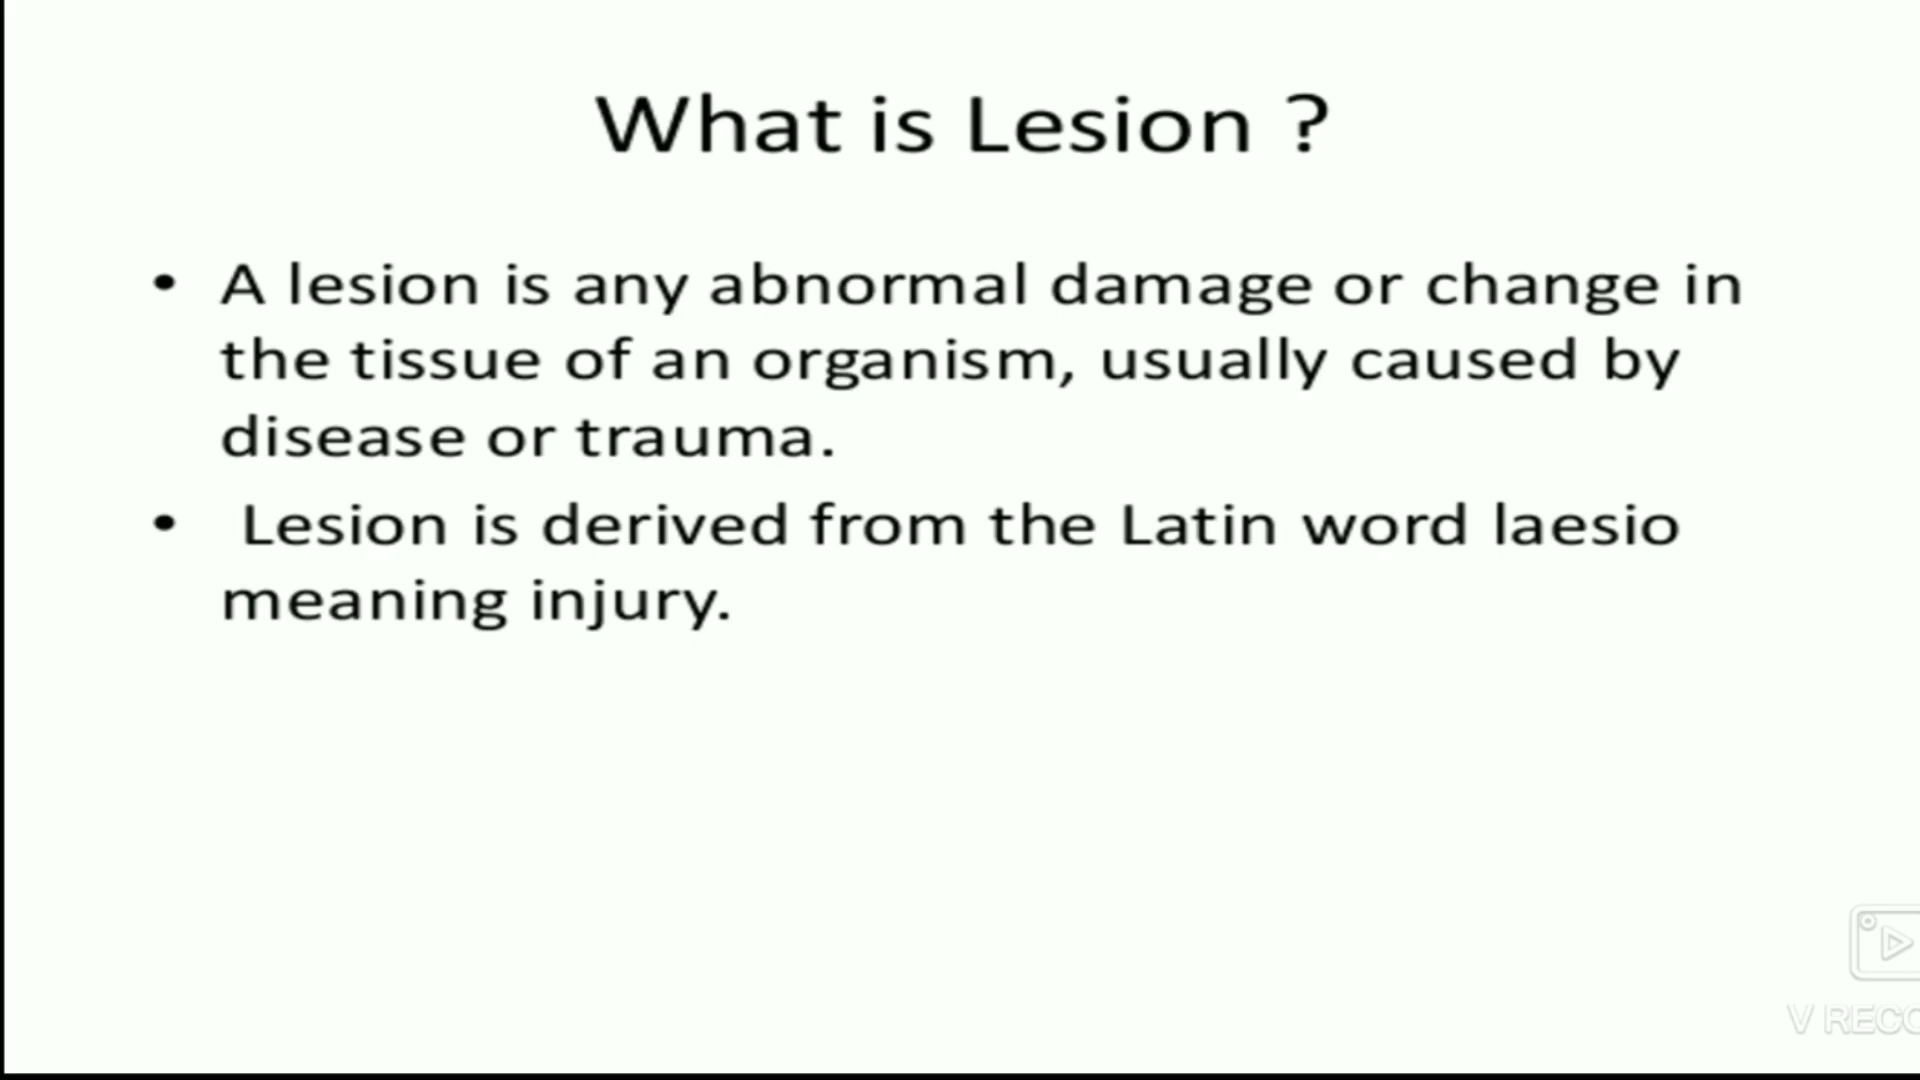 What is Lesion ?
• A lesion is any abnormal damage or change in
the tissue of an organism, usually caused by
disease or trauma.
• Lesion is derived from the Latin word laesio
meaning injury.
V RECO